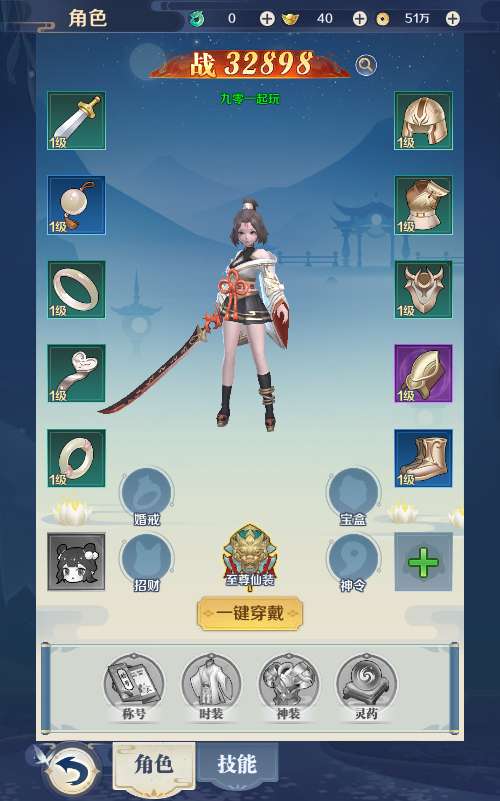 角色
0
40
51万
战 32898
九零一起玩
1级
1级
1级
1级
1级
1级
1级
1级
1级
1级
婚戒
宝盒
招财
至尊仙装
神令
一键穿戴
称号
时装
神装
灵药
角色
技能